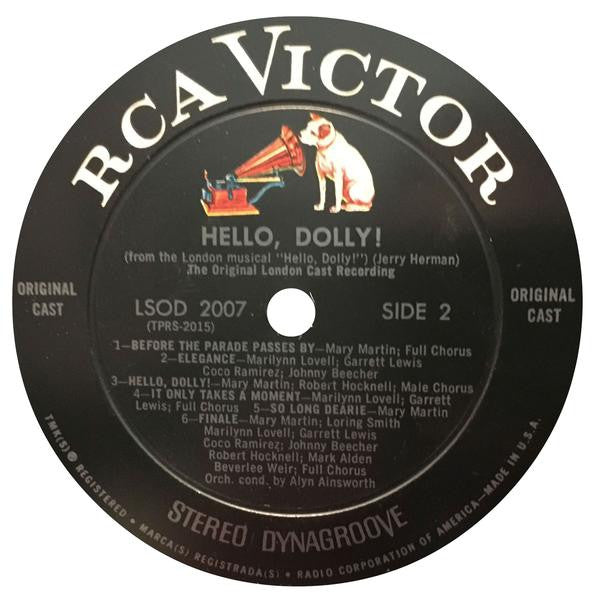 RCA VICTOR
HELLO, DOLLY!
(from the London musical "Hello, Dolly!") (Jerry Herman)
The Original London Cast Recording
ORIGINAL
CAST
ORIGINAL
CAST
LSOD 2007
(TPRS-2015)
SIDE 2
1—BEFORE THE PARADE PASSES BY—Mary Martin; Full Chorus
2—ELEGANCE—Marilynn Lovell; Garrett Lewis
Coco Ramirez; Johnny Beecher
3—HELLO, DOLLY!—Mary Martin; Robert Hocknell; Male Chorus
4—IT ONLY TAKES A MOMENT—Marilynn Lovell; Garrett
Lewis; Full Chorus 5—SO LONG DEARIE—Mary Martin
6—FINALE—Mary Martin; Loring Smith
Marilynn Lovell; Garrett Lewis
Coco Ramirez; Johnny Beecher
Robert Hocknell; Mark Alden
Beverlee Weir; Full Chorus
Orch. cond. by Alyn Ainsworth
STEREO DYNAGROOVE
TMK(S) ® REGISTERED • MARCA(S) REGISTRADA(S) • RADIO CORPORATION OF AMERICA—MADE IN U.S.A.